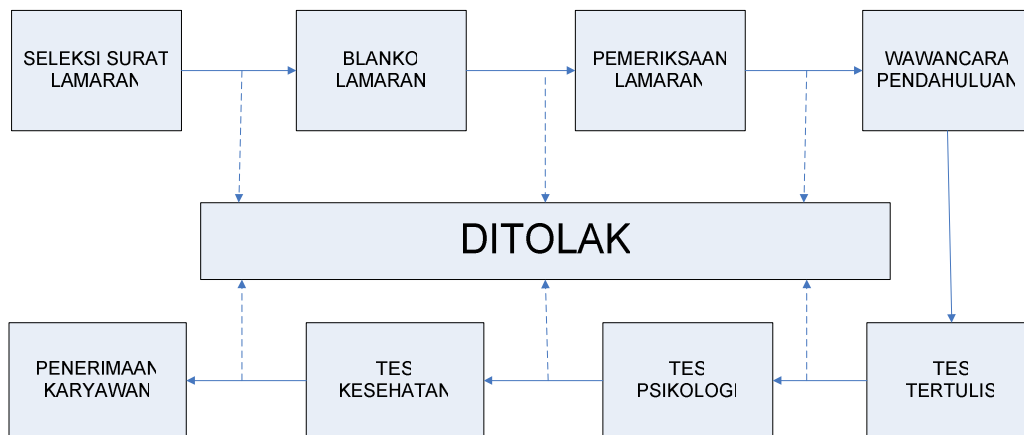 SELEKSI SURAT
LAMARAN
BLANKO
LAMARAN
PEMERIKSAAN
LAMARAN
WAWANCARA
PENDAHULUAN
DITOLAK
PENERIMAAN
KARYAWAN
TES
KESEHATAN
TES
PSIKOLOGI
TES
TERTULIS